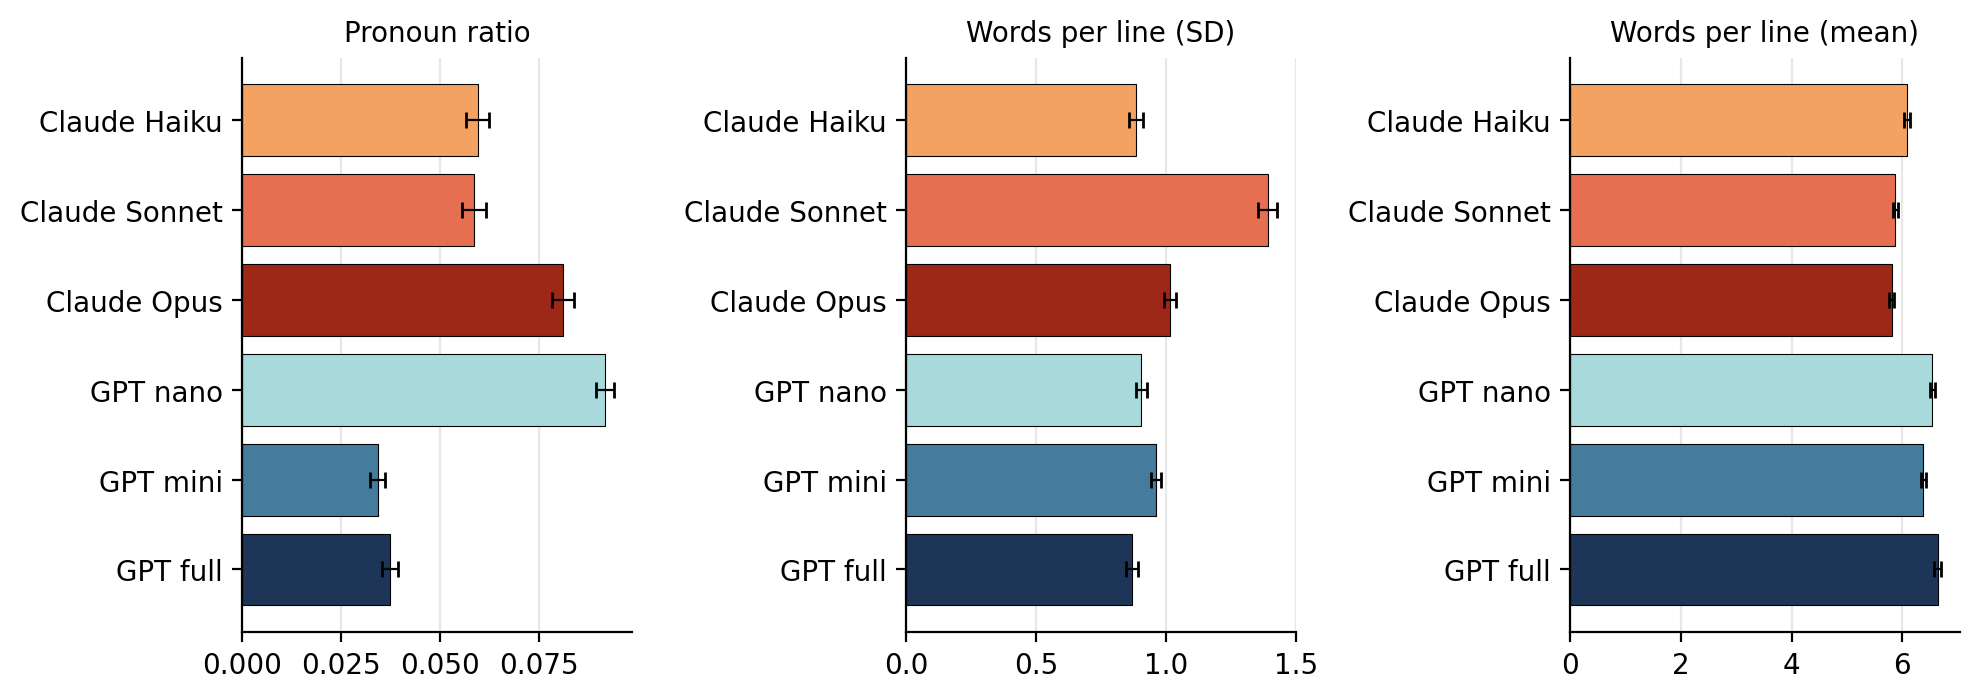 Pronoun ratio
Claude Haiku
Claude Sonnet
Claude Opus
GPT nano
GPT mini
GPT full
0.000 0.025 0.050 0.075
Words per line (SD)
Claude Haiku
Claude Sonnet
Claude Opus
GPT nano
GPT mini
GPT full
0.0 0.5 1.0 1.5
Words per line (mean)
Claude Haiku
Claude Sonnet
Claude Opus
GPT nano
GPT mini
GPT full
0 2 4 6